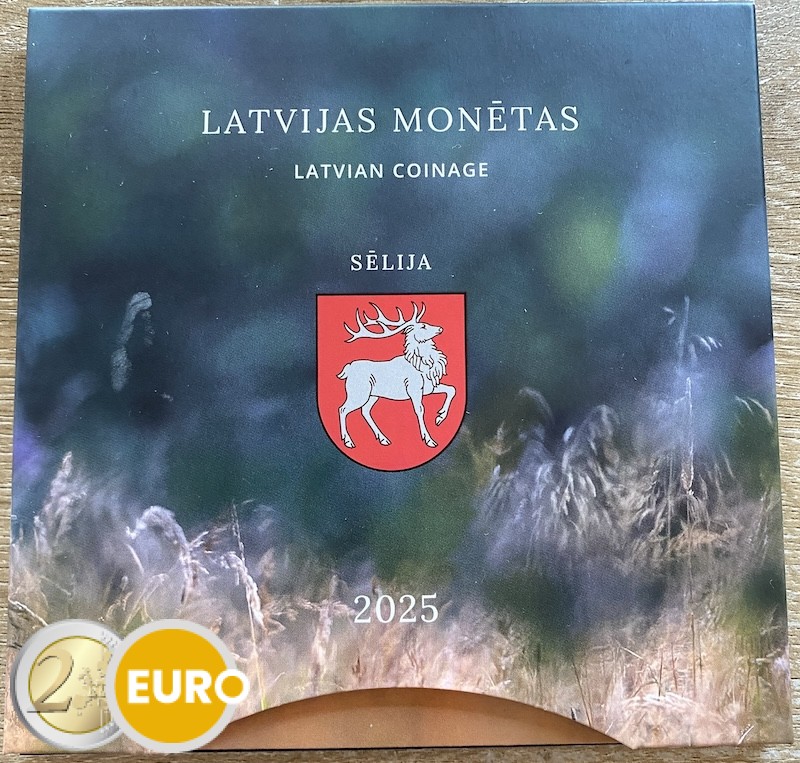 LATVIJAS MONĒTAS
LATVIAN COINAGE
SĒLIJA
2025
2 EURO